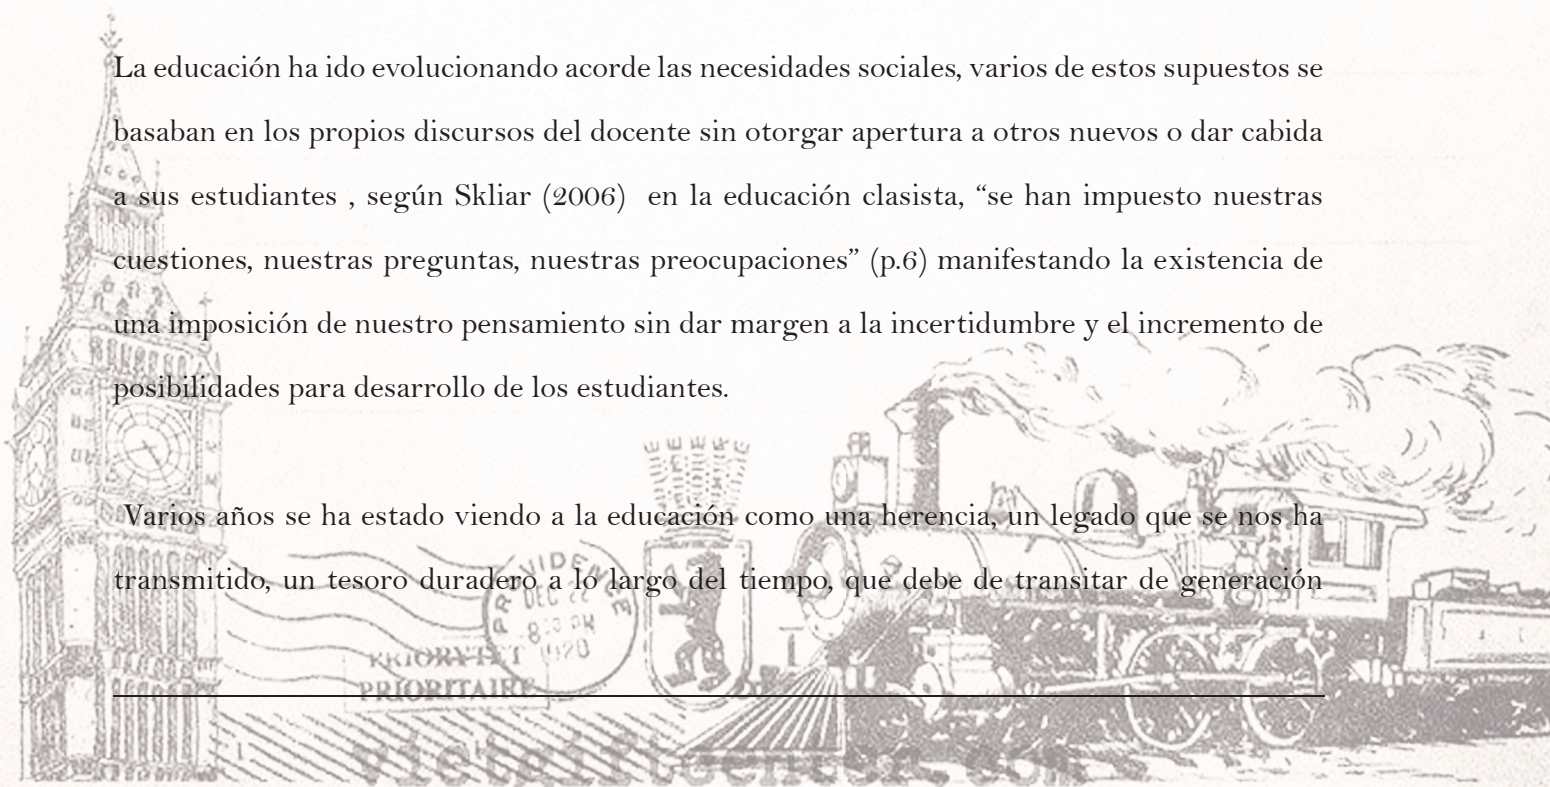 La educación ha ido evolucionando acorde las necesidades sociales, varios de estos supuestos se
basaban en los propios discursos del docente sin otorgar apertura a otros nuevos o dar cabida
a sus estudiantes , según Skliar (2006) en la educación clasista, “se han impuesto nuestras
cuestiones, nuestras preguntas, nuestras preocupaciones” (p.6) manifestando la existencia de
una imposición de nuestro pensamiento sin dar margen a la incertidumbre y el incremento de
posibilidades para desarrollo de los estudiantes.
Varios años se ha estado viendo a la educación como una herencia, un legado que se nos ha
transmitido, un tesoro duradero a lo largo del tiempo, que debe de transitar de generación
PROVIDENCE
DEC 22
1920
PRIORITAIRE